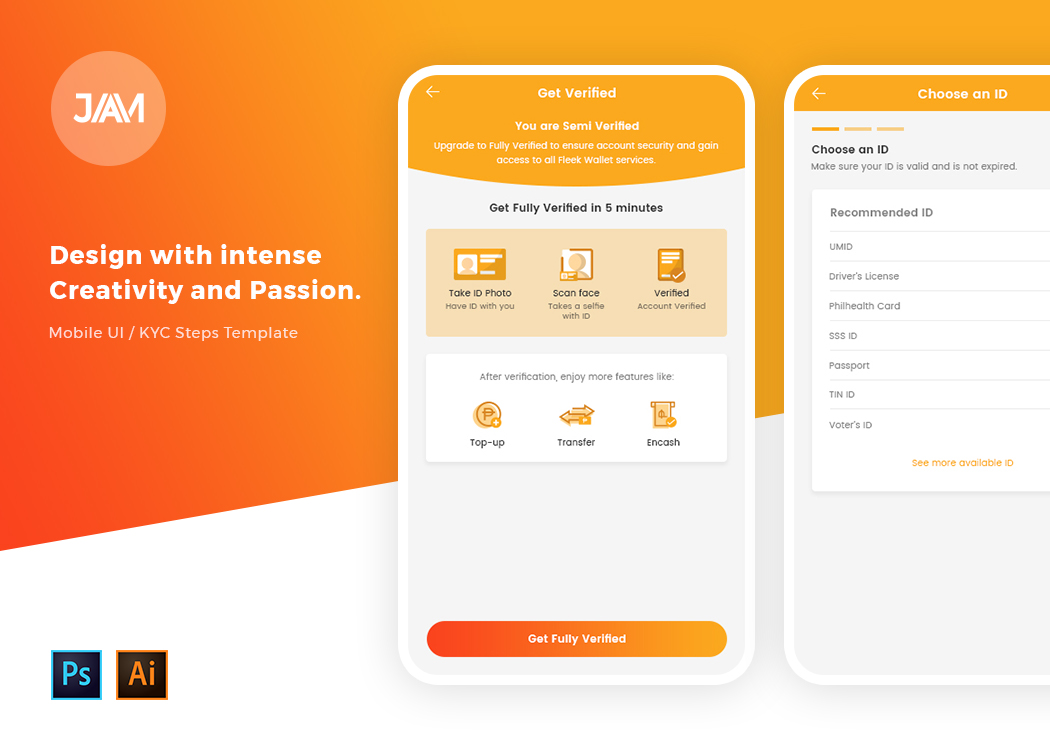 JAM
Design with intense
Creativity and Passion.
Mobile UI / KYC Steps Template
Ps
Ai
Get Verified
You are Semi Verified
Upgrade to Fully Verified to ensure account security and gain
access to all Fleek Wallet services.
Get Fully Verified in 5 minutes
Take ID Photo
Have ID with you
Scan face
Takes a selfie
with ID
Verified
Account Verified
After verification, enjoy more features like:
Top-up
Transfer
Encash
Get Fully Verified
Choose an ID
Choose an ID
Make sure your ID is valid and is not expired.
Recommended ID
UMID
Driver's License
Philhealth Card
SSS ID
Passport
TIN ID
Voter's ID
See more available ID